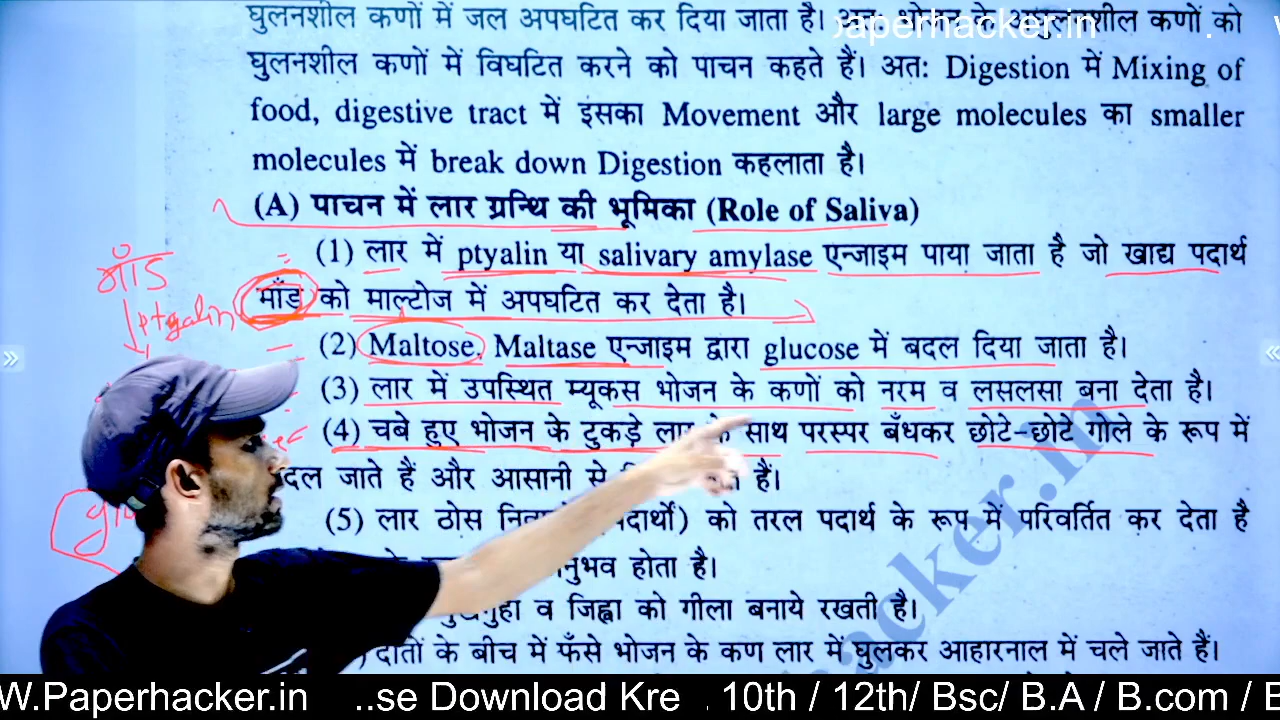 घुलनशील कणों में जल अपघटित कर दिया जाता है। अतः भोजन के अघुलनशील कणों को
paperhacker.in
घुलनशील कणों में विघटित करने को पाचन कहते हैं। अत: Digestion में Mixing of
food, digestive tract में इसका Movement और large molecules का smaller
molecules में break down Digestion कहलाता है।
(A) पाचन में लार ग्रन्थि की भूमिका (Role of Saliva)
(1) लार में ptyalin या salivary amylase एन्जाइम पाया जाता है जो खाद्य पदार्थ
माँड को माल्टोज में अपघटित कर देता है।
माँड
ptyalin
(2) Maltose, Maltase एन्जाइम द्वारा glucose में बदल दिया जाता है।
(3) लार में उपस्थित म्यूकस भोजन के कणों को नरम व लसलसा बना देता है।
(4) चबे हुए भोजन के टुकड़े लार के साथ परस्पर बँधकर छोटे-छोटे गोले के रूप में
जाते हैं और आसानी से हैं।
(5) लार ठोस को तरल पदार्थ के रूप में परिवर्तित कर देता है
होता है।
व जिह्वा को गीला बनाये रखती है।
दाँतों के बीच में फँसे भोजन के कण लार में घुलकर आहारनाल में चले जाते हैं।
hacker.in
W.Paperhacker.in ..se Download Kre . 10th / 12th/ Bsc/ B.A / B.com / E